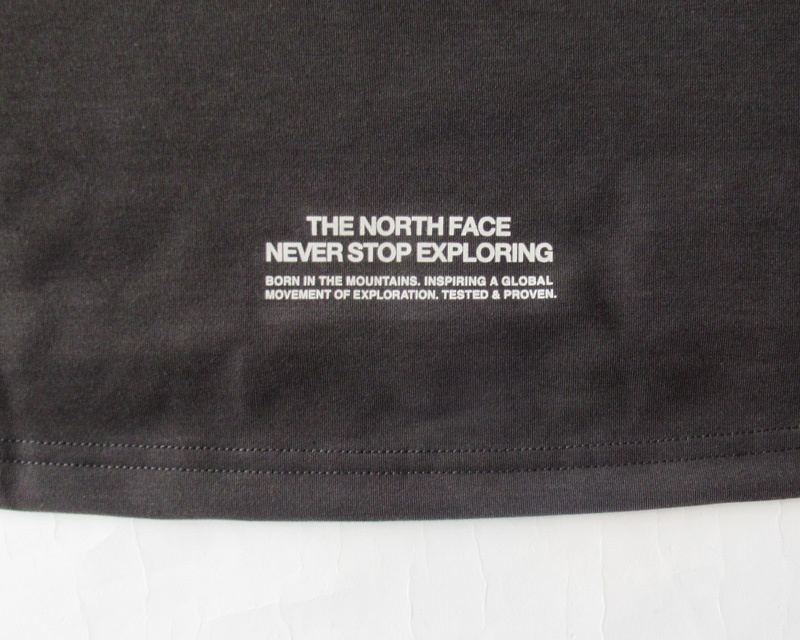 THE NORTH FACE
NEVER STOP EXPLORING
BORN IN THE MOUNTAINS. INSPIRING A GLOBAL
MOVEMENT OF EXPLORATION. TESTED & PROVEN.